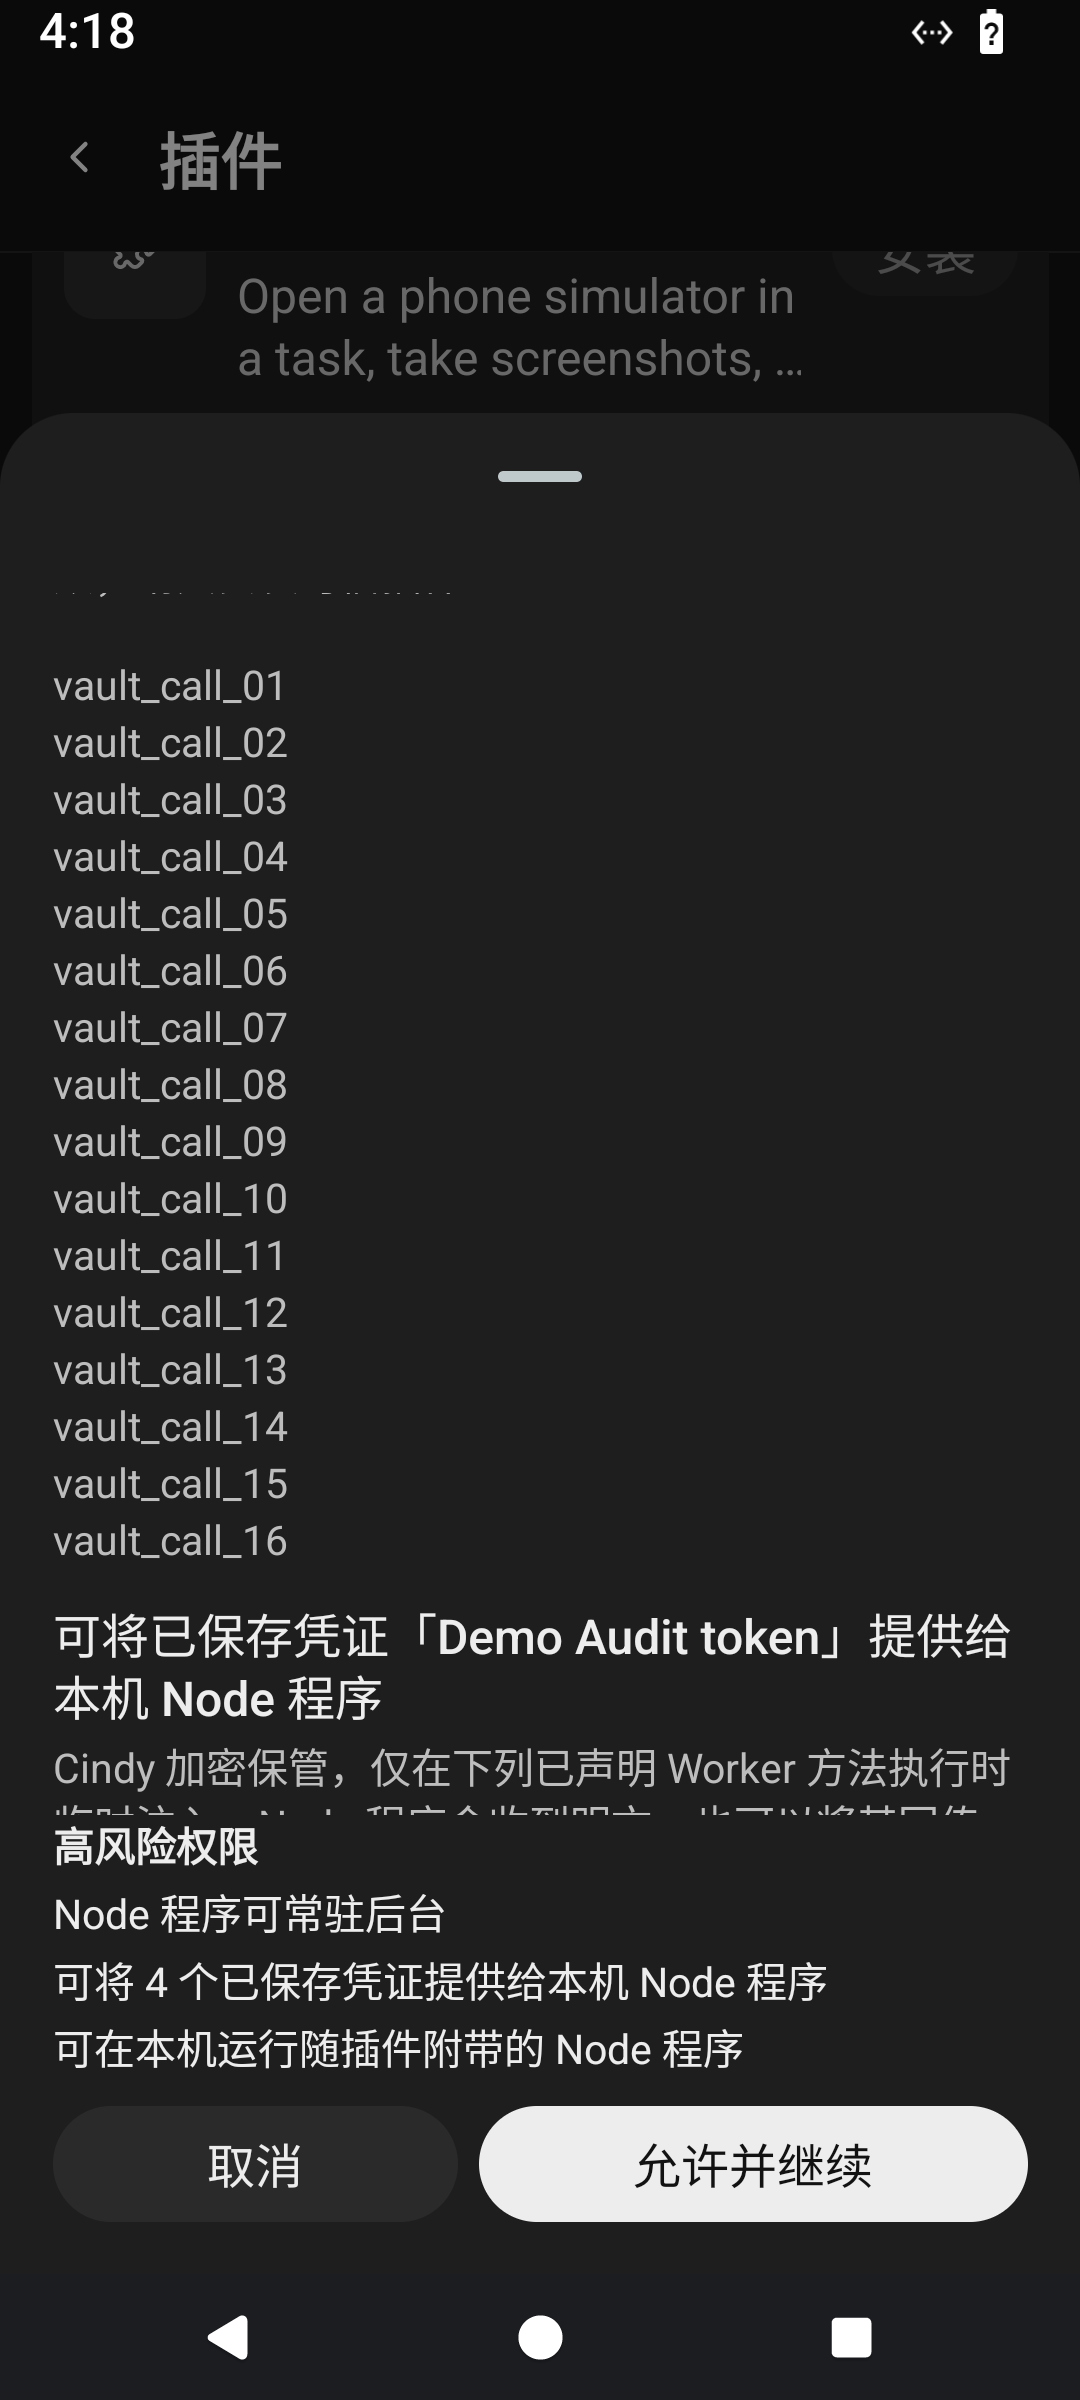 4:18
插件
安装
Open a phone simulator in
a task, take screenshots, ...
vault_call_01
vault_call_02
vault_call_03
vault_call_04
vault_call_05
vault_call_06
vault_call_07
vault_call_08
vault_call_09
vault_call_10
vault_call_11
vault_call_12
vault_call_13
vault_call_14
vault_call_15
vault_call_16
可将已保存凭证「Demo Audit token」提供给
本机 Node 程序
Cindy 加密保管，仅在下列已声明 Worker 方法执行时
高风险权限
Node 程序可常驻后台
可将 4 个已保存凭证提供给本机 Node 程序
可在本机运行随插件附带的 Node 程序
取消
允许并继续